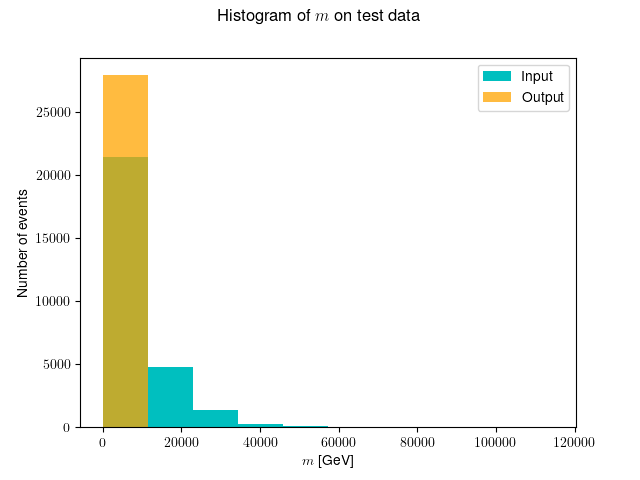 Histogram of m on test data
Input
Output
25000
20000
15000
10000
5000
0
Number of events
0 20000 40000 60000 80000 100000 120000
m [GeV]